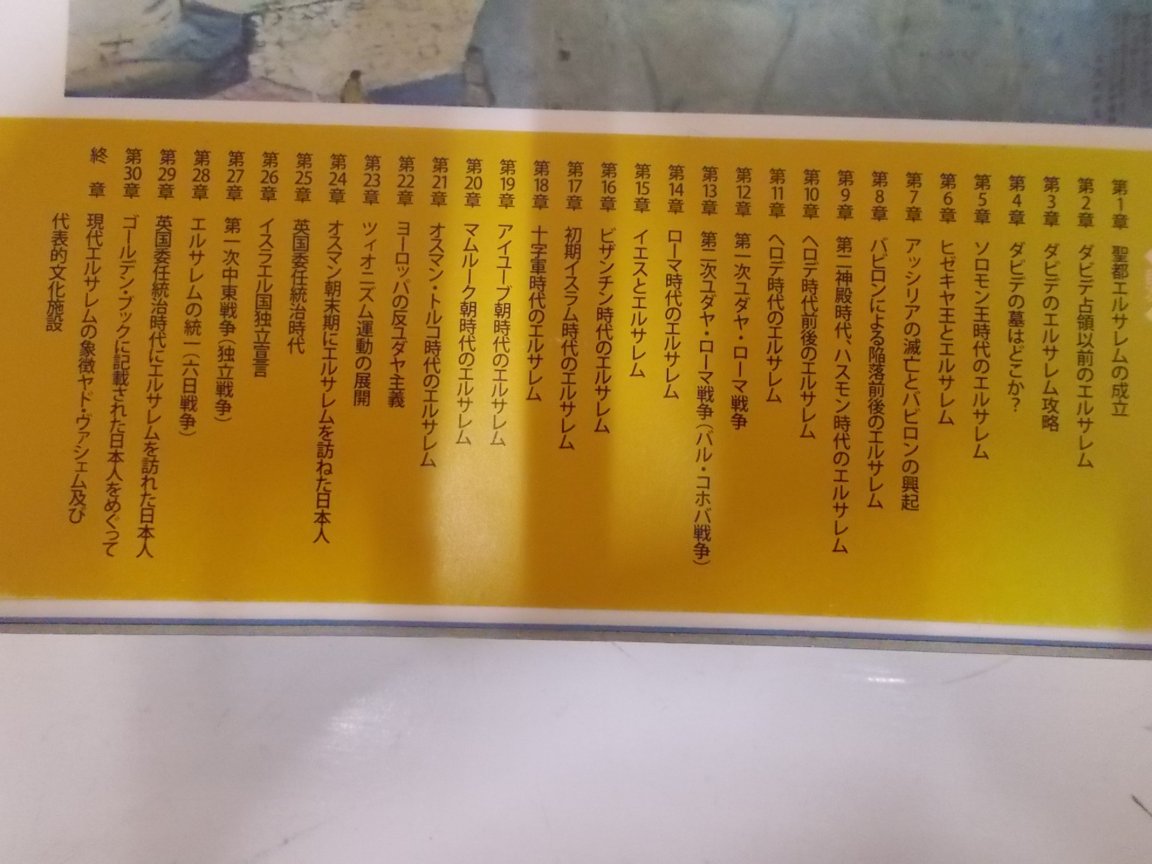 第1章 聖都エルサレムの成立
第2章 ダビデ占領以前のエルサレム
第3章 ダビデのエルサレム攻略
第4章 ダビデの墓はどこか?
第5章 ソロモン王時代のエルサレム
第6章 ヒゼキヤ王とエルサレム
第7章 アッシリアの滅亡とバビロンの興起
第8章 バビロンによる陥落前後のエルサレム
第9章 第二神殿時代、ハスモン時代のエルサレム
第10章 ヘロデ時代前後のエルサレム
第11章 ヘロデ時代のエルサレム
第12章 第一次ユダヤ・ローマ戦争
第13章 第二次ユダヤ・ローマ戦争(バル・コホバ戦争)
第14章 ローマ時代のエルサレム
第15章 イエスとエルサレム
第16章 ビザンチン時代のエルサレム
第17章 初期イスラム時代のエルサレム
第18章 十字軍時代のエルサレム
第19章 アイユーブ朝時代のエルサレム
第20章 マムルーク朝時代のエルサレム
第21章 オスマン・トルコ時代のエルサレム
第22章 ヨーロッパの反ユダヤ主義
第23章 ツィオニズム運動の展開
第24章 オスマン朝末期にエルサレムを訪ねた日本人
第25章 英国委任統治時代
第26章 イスラエル国独立宣言
第27章 第一次中東戦争(独立戦争)
第28章 エルサレムの統一(六日戦争)
第29章 英国委任統治時代にエルサレムを訪れた日本人
第30章 ゴールデン・ブックに記載された日本人をめぐって
終 章 現代エルサレムの象徴ヤド・ヴァシェム及び
代表的文化施設